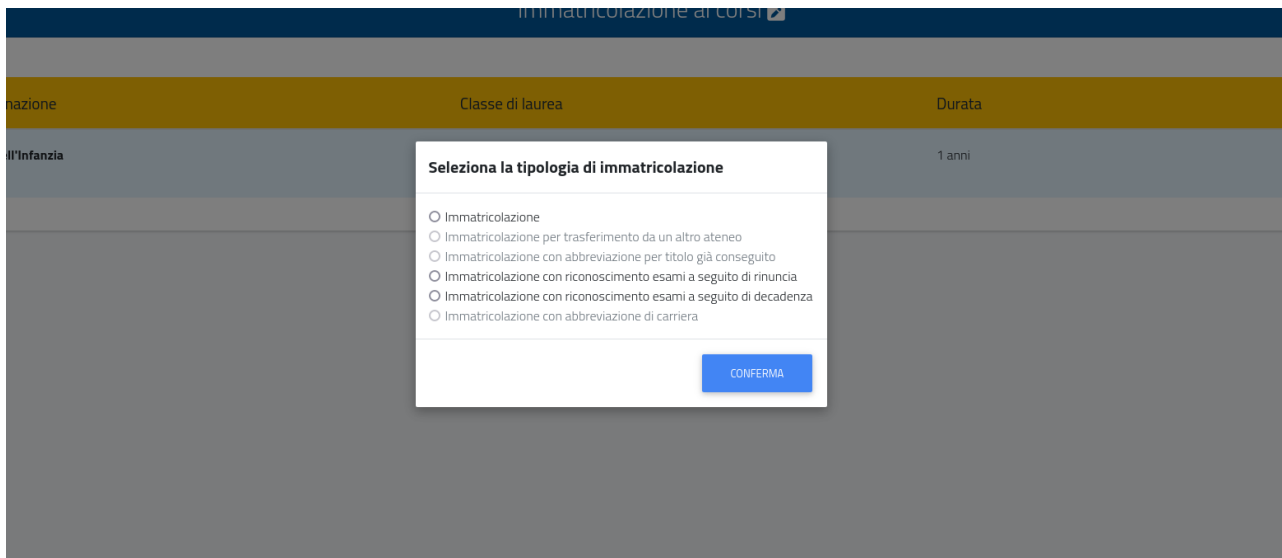 Immatricolazione ai corsi
nazione Classe di laurea Durata
ell'Infanzia 1 anni
Seleziona la tipologia di immatricolazione
Immatricolazione
Immatricolazione per trasferimento da un altro ateneo
Immatricolazione con abbreviazione per titolo già conseguito
Immatricolazione con riconoscimento esami a seguito di rinuncia
Immatricolazione con riconoscimento esami a seguito di decadenza
Immatricolazione con abbreviazione di carriera
CONFERMA